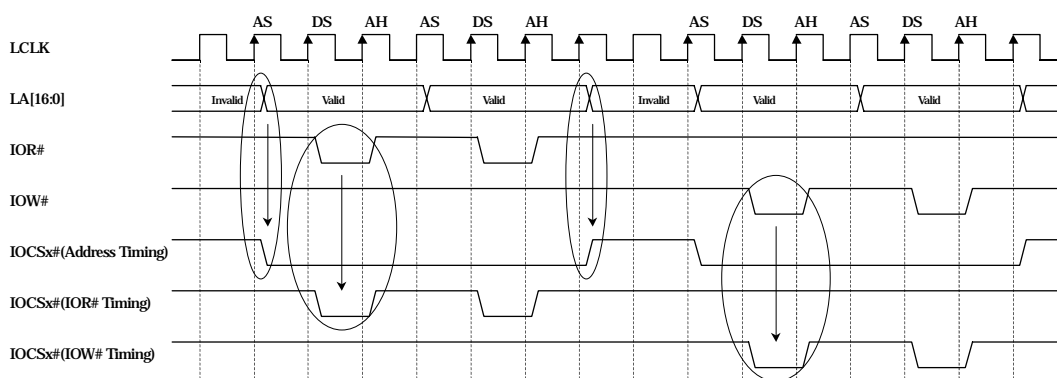 AS DS AH AS DS AH AS DS AH AS DS AH
LCLK
LA[16:0] Invalid Valid Valid Invalid Valid Valid
IOR#
IOW#
IOCSx#(Address Timing)
IOCSx#(IOR# Timing)
IOCSx#(IOW# Timing)